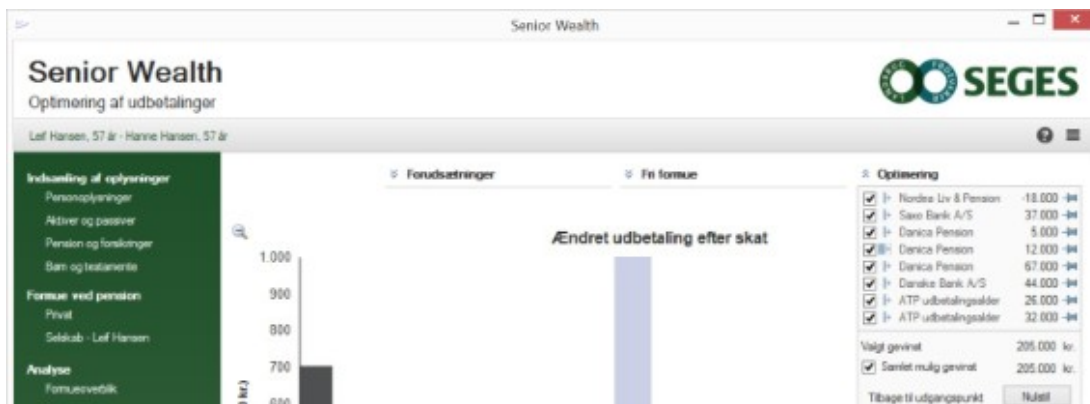 Senior Wealth
Senior Wealth
Optimering af udbetalinger
SEGES
Leif Hansen, 57 år - Hanne Hansen, 57 år
Indsamling af oplysninger
Personoplysninger
Aktiver og passiver
Pension og forsikringer
Børn og testamente
Formue ved pension
Privat
Selskab - Leif Hansen
Analyse
Formueoverblik
Forudsætninger
Fri formue
Ændret udbetaling efter skat
1.000
900
800
700
600
kr.)
Optimering
Nordea Liv & Pension -18.000
Saxo Bank A/S 37.000
Danica Pension 5.000
Danica Pension 12.000
Danica Pension 67.000
Danske Bank A/S 44.000
ATP udbetalingsalder 26.000
ATP udbetalingsalder 32.000
Valgt gevinst 205.000 kr.
Samlet mulig gevinst 205.000 kr.
Tilbage til udgangspunkt Nulstil